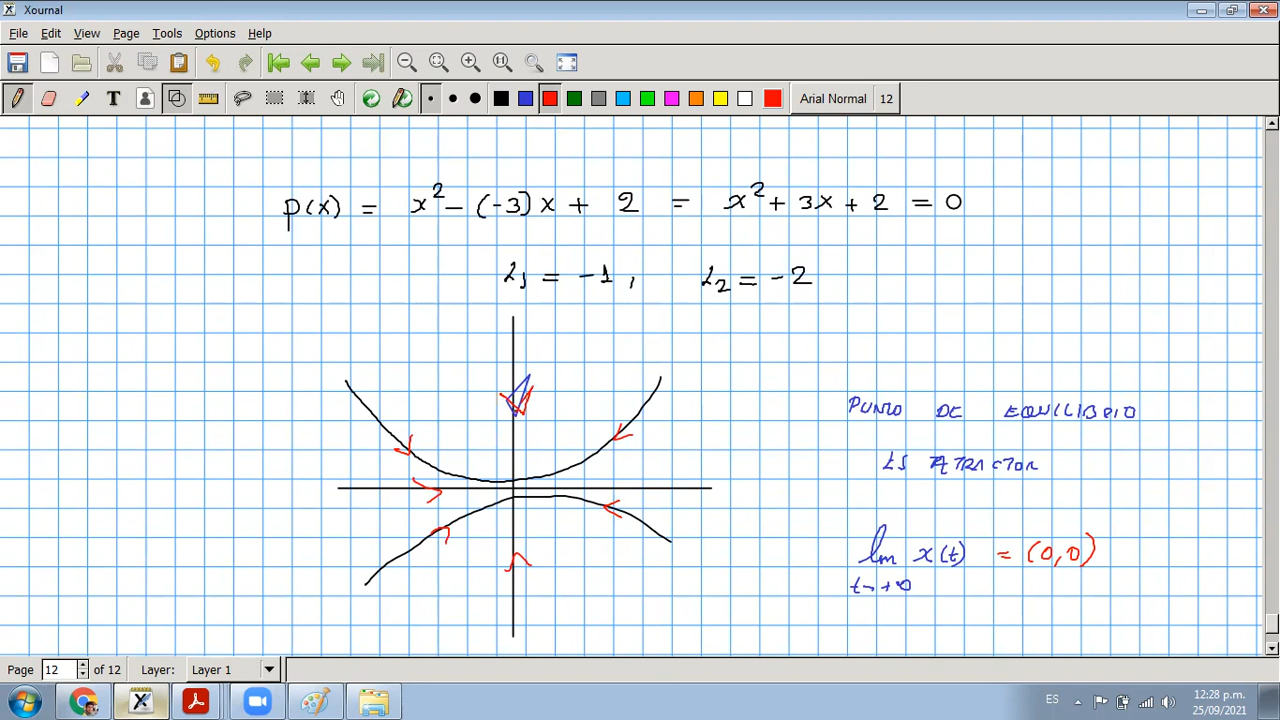 Xournal
File Edit View Page Tools Options Help
Arial Normal 12
p(x) = x² - (-3)x + 2 = x² + 3x + 2 = 0
λ₁ = -1, λ₂ = -2
PUNTO DE EQUILIBRIO
ES ATRACTOR
lim x(t) = (0,0)
t→+∞
Page 12 of 12 Layer: Layer 1
ES 12:28 p.m.
25/09/2021